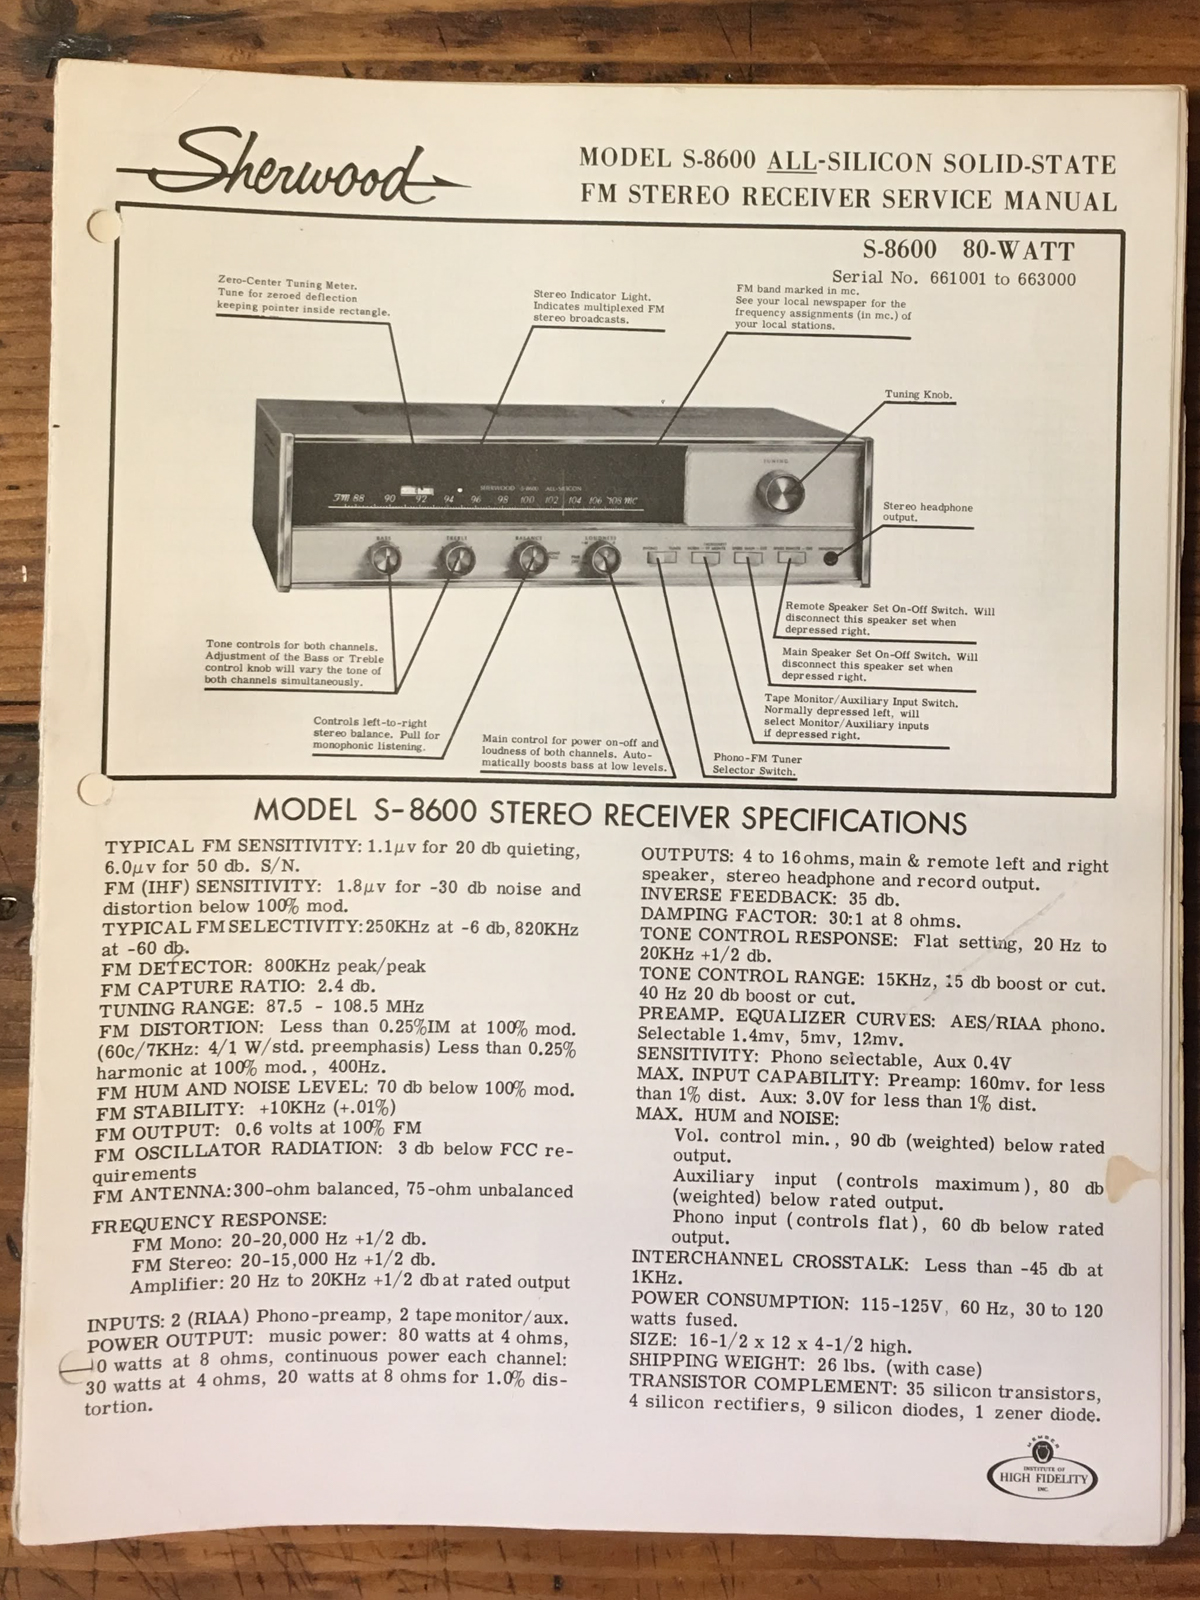 Sherwood
MODEL S-8600 ALL-SILICON SOLID-STATE
FM STEREO RECEIVER SERVICE MANUAL
S-8600 80-WATT
Serial No. 661001 to 663000
Zero-Center Tuning Meter.
Tune for zeroed deflection
keeping pointer inside rectangle.
Stereo Indicator Light.
Indicates multiplexed FM
stereo broadcasts.
FM band marked in mc.
See your local newspaper for the
frequency assignments (in mc.) of
your local stations.
Tuning Knob.
Stereo headphone
output.
TUNING
SHERWOOD S-8600 ALL-SILICON
FM 88 90 92 94 96 98 100 102 104 106 108 MC
BASS TREBLE BALANCE LOUDNESS
Remote Speaker Set On-Off Switch. Will
disconnect this speaker set when
depressed right.
Main Speaker Set On-Off Switch. Will
disconnect this speaker set when
depressed right.
Tape Monitor/Auxiliary Input Switch.
Normally depressed left, will
select Monitor/Auxiliary inputs
if depressed right.
Phono-FM Tuner
Selector Switch.
Tone controls for both channels.
Adjustment of the Bass or Treble
control knob will vary the tone of
both channels simultaneously.
Controls left-to-right
stereo balance. Pull for
monophonic listening.
Main control for power on-off and
loudness of both channels. Auto-
matically boosts bass at low levels.
MODEL S-8600 STEREO RECEIVER SPECIFICATIONS
TYPICAL FM SENSITIVITY: 1.1μv for 20 db quieting,
6.0μv for 50 db. S/N.
FM (IHF) SENSITIVITY: 1.8μv for -30 db noise and
distortion below 100% mod.
TYPICAL FM SELECTIVITY: 250KHz at -6 db, 820KHz
at -60 db.
FM DETECTOR: 800KHz peak/peak
FM CAPTURE RATIO: 2.4 db.
TUNING RANGE: 87.5 - 108.5 MHz
FM DISTORTION: Less than 0.25%IM at 100% mod.
(60c/7KHz: 4/1 W/std. preemphasis) Less than 0.25%
harmonic at 100% mod., 400Hz.
FM HUM AND NOISE LEVEL: 70 db below 100% mod.
FM STABILITY: +10KHz (+.01%)
FM OUTPUT: 0.6 volts at 100% FM
FM OSCILLATOR RADIATION: 3 db below FCC re-
quirements
FM ANTENNA: 300-ohm balanced, 75-ohm unbalanced
FREQUENCY RESPONSE:
FM Mono: 20-20,000 Hz +1/2 db.
FM Stereo: 20-15,000 Hz +1/2 db.
Amplifier: 20 Hz to 20KHz +1/2 db at rated output
INPUTS: 2 (RIAA) Phono-preamp, 2 tape monitor/aux.
POWER OUTPUT: music power: 80 watts at 4 ohms,
0 watts at 8 ohms, continuous power each channel:
30 watts at 4 ohms, 20 watts at 8 ohms for 1.0% dis-
tortion.
OUTPUTS: 4 to 16 ohms, main & remote left and right
speaker, stereo headphone and record output.
INVERSE FEEDBACK: 35 db.
DAMPING FACTOR: 30:1 at 8 ohms.
TONE CONTROL RESPONSE: Flat setting, 20 Hz to
20KHz +1/2 db.
TONE CONTROL RANGE: 15KHz, 15 db boost or cut.
40 Hz 20 db boost or cut.
PREAMP. EQUALIZER CURVES: AES/RIAA phono.
Selectable 1.4mv, 5mv, 12mv.
SENSITIVITY: Phono selectable, Aux 0.4V
MAX. INPUT CAPABILITY: Preamp: 160mv. for less
than 1% dist. Aux: 3.0V for less than 1% dist.
MAX. HUM and NOISE:
Vol. control min., 90 db (weighted) below rated
output.
Auxiliary input (controls maximum), 80 db
(weighted) below rated output.
Phono input (controls flat), 60 db below rated
output.
INTERCHANNEL CROSSTALK: Less than -45 db at
1KHz.
POWER CONSUMPTION: 115-125V, 60 Hz, 30 to 120
watts fused.
SIZE: 16-1/2 x 12 x 4-1/2 high.
SHIPPING WEIGHT: 26 lbs. (with case)
TRANSISTOR COMPLEMENT: 35 silicon transistors,
4 silicon rectifiers, 9 silicon diodes, 1 zener diode.
MEMBER
INSTITUTE OF
HIGH FIDELITY
INC.